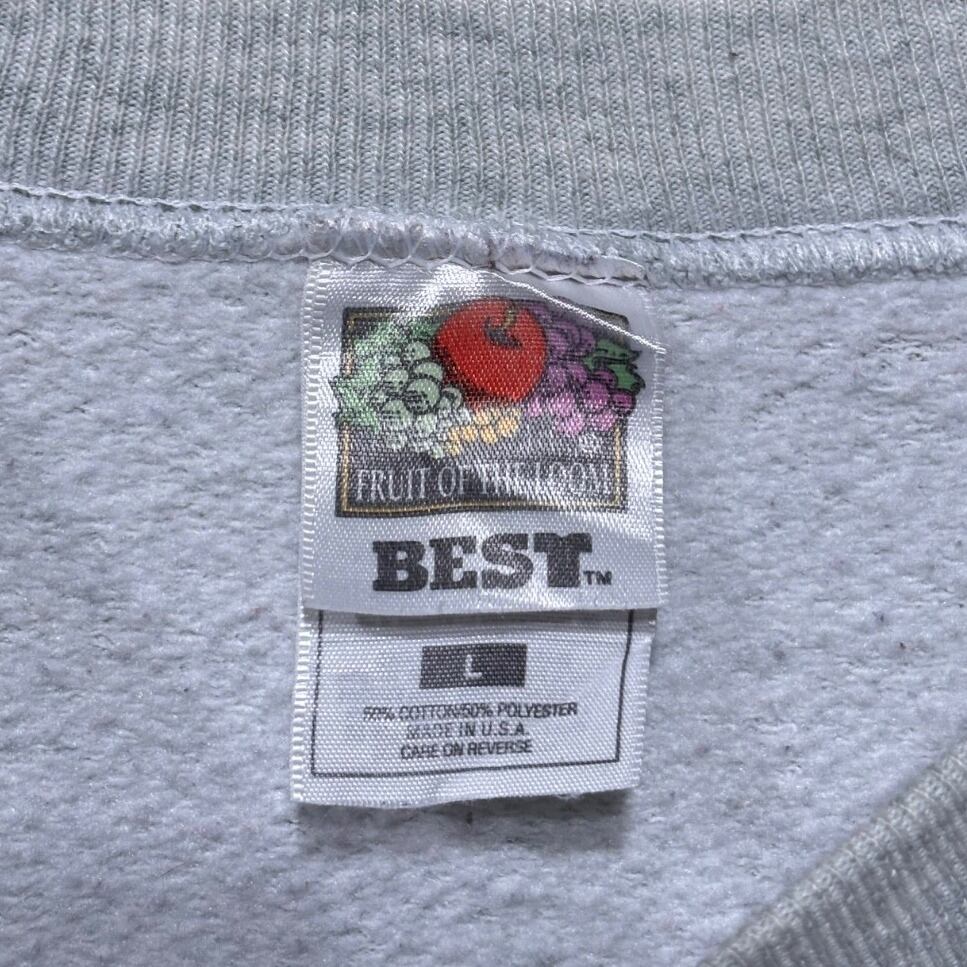 FRUIT OF THE LOOM
®
BEST™
L
50% COTTON/50% POLYESTER
MADE IN U.S.A.
CARE ON REVERSE